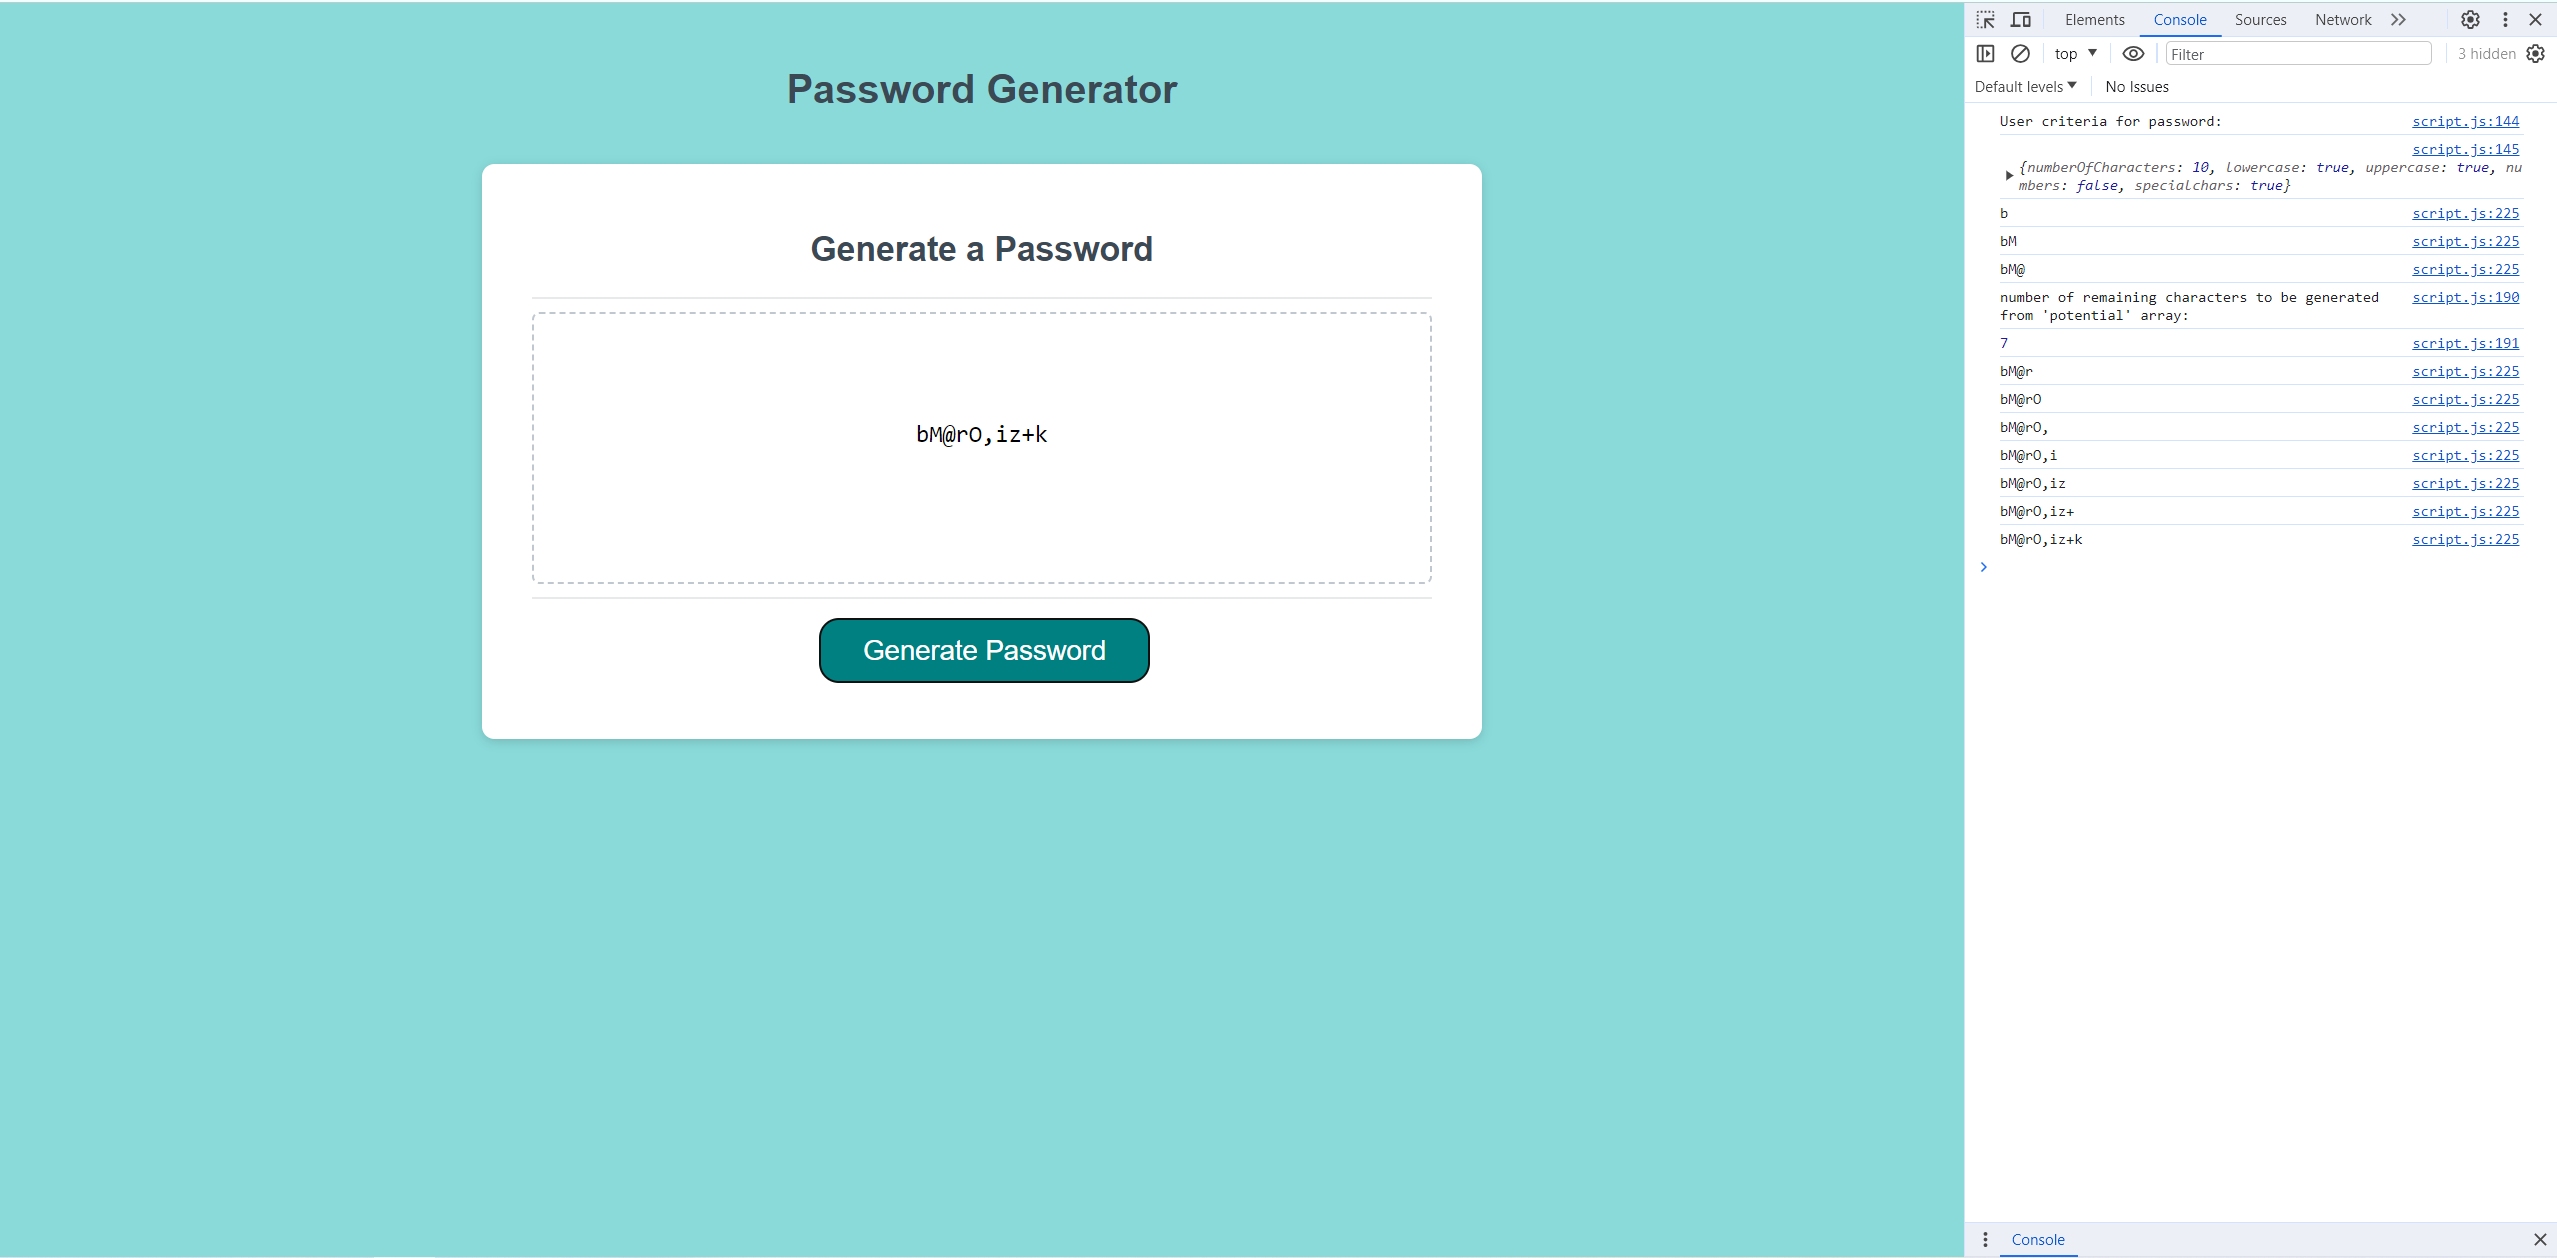 Password Generator
Generate a Password
bM@rO,iz+k
Generate Password
Elements Console Sources Network
top Filter 3 hidden
Default levels No Issues
User criteria for password: script.js:144
script.js:145
{numberOfCharacters: 10, lowercase: true, uppercase: true, nu
mbers: false, specialchars: true}
b script.js:225
bM script.js:225
bM@ script.js:225
number of remaining characters to be generated script.js:190
from 'potential' array:
7 script.js:191
bM@r script.js:225
bM@rO script.js:225
bM@rO, script.js:225
bM@rO,i script.js:225
bM@rO,iz script.js:225
bM@rO,iz+ script.js:225
bM@rO,iz+k script.js:225
Console